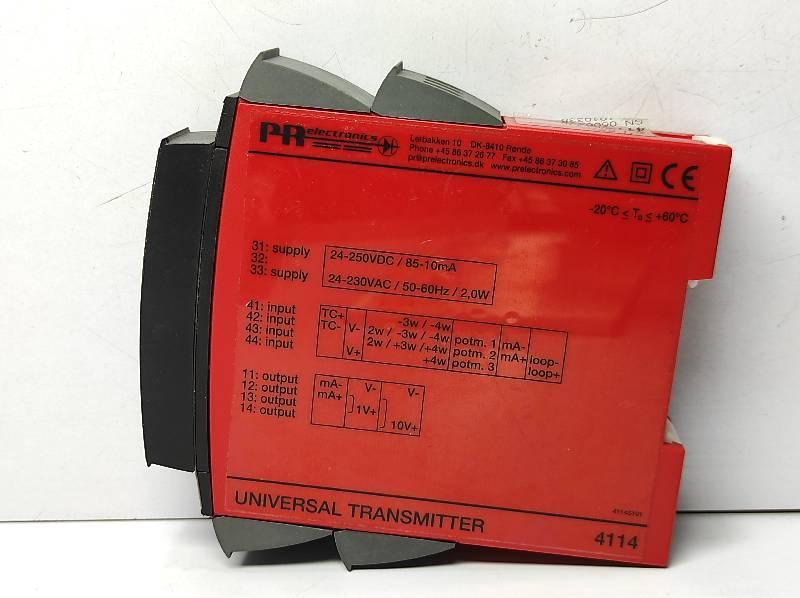 PR electronics
Leibakken 10 DK-8410 Rønde
Phone +45 86 37 26 77 Fax +45 86 37 30 85
pr@prelectronics.dk www.prelectronics.com
CE
-20°C ≤ Ta ≤ +60°C
31: supply 24-250VDC / 85-10mA
32:
33: supply 24-230VAC / 50-60Hz / 2,0W
41: input TC+ -3w / -4w
42: input TC- V- 2w / -3w / -4w potm. 1 mA-
43: input 2w / +3w / +4w potm. 2 mA+ loop-
44: input V+ +4w potm. 3 loop+
11: output mA- V- V-
12: output mA+
13: output 1V+
14: output 10V+
UNIVERSAL TRANSMITTER
4114